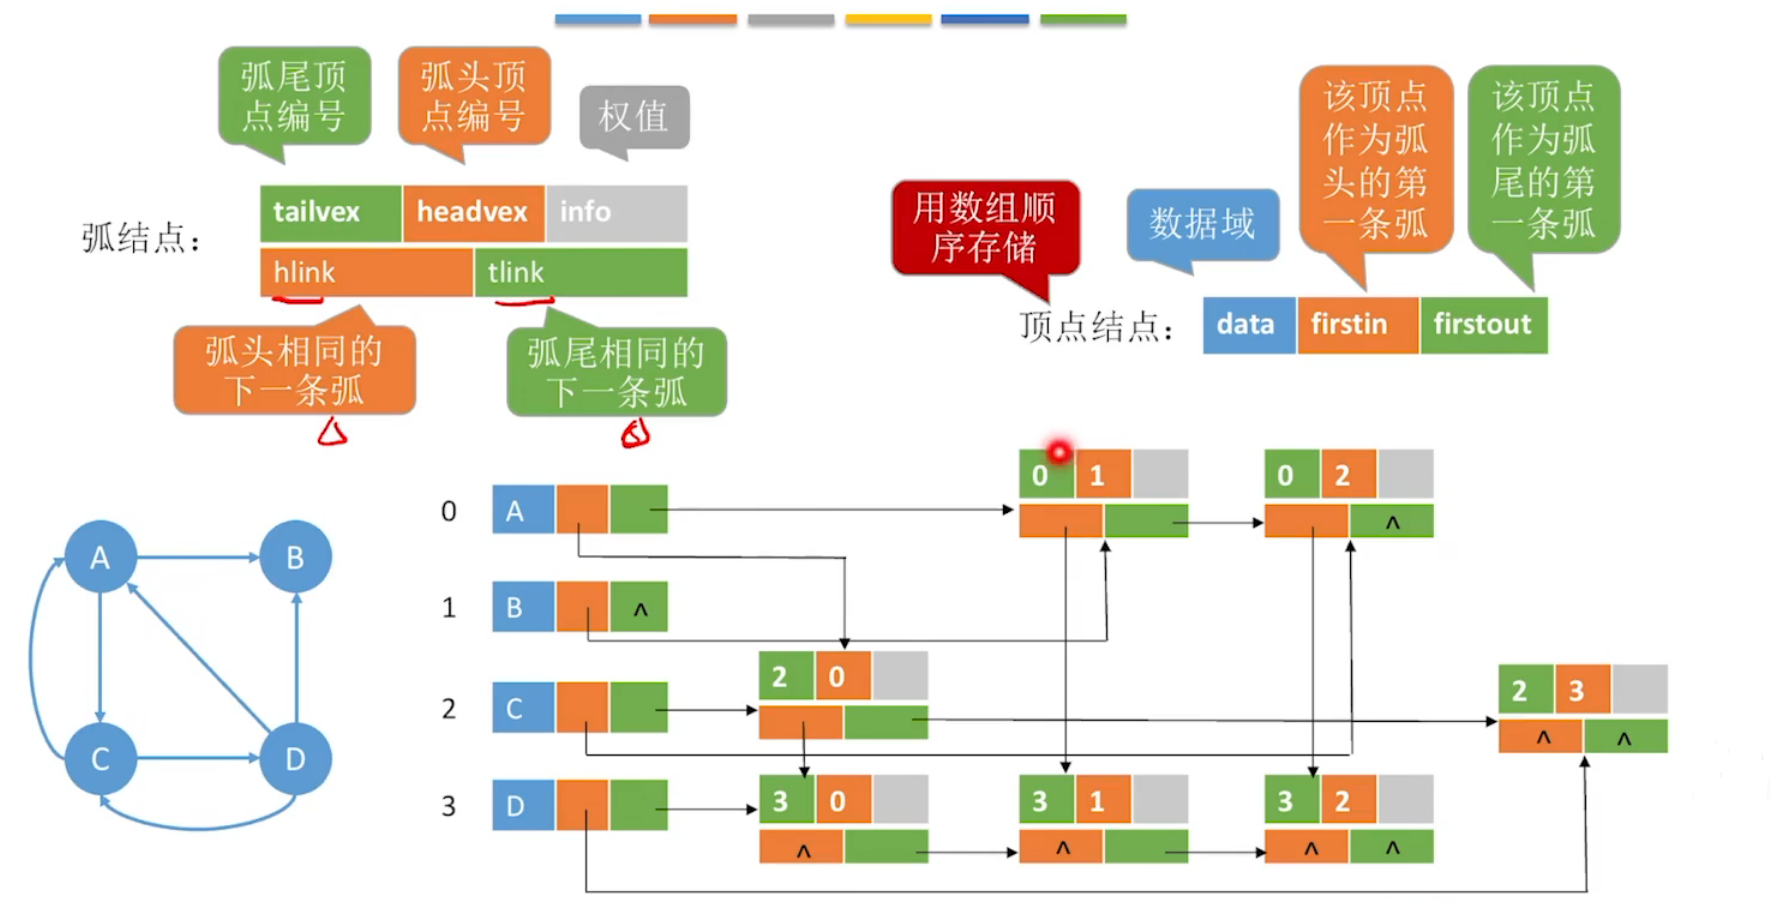 弧尾顶
点编号
弧头顶
点编号
权值
该顶点
作为弧
头的第
一条弧
该顶点
作为弧
尾的第
一条弧
弧结点：
tailvex headvex info
hlink tlink
弧头相同的
下一条弧
弧尾相同的
下一条弧
用数组顺
序存储
数据域
顶点结点：
data firstin firstout
A B
C D
0 A
0 1
0 2
^
1 B ^
2 C
2 0
2 3
^ ^
3 D
3 0
^
3 1
^
3 2
^ ^